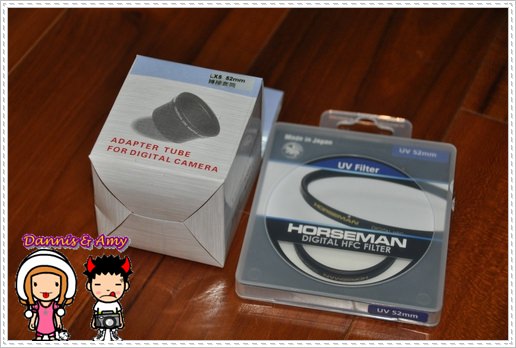 LX5 52mm
轉接套筒
ADAPTER TUBE
FOR DIGITAL CAMERA
Made in Japan
UV 52mm
UV Filter
HORSEMAN
DIGITAL HFC FILTER
UV 52mm
Dannis & Amy